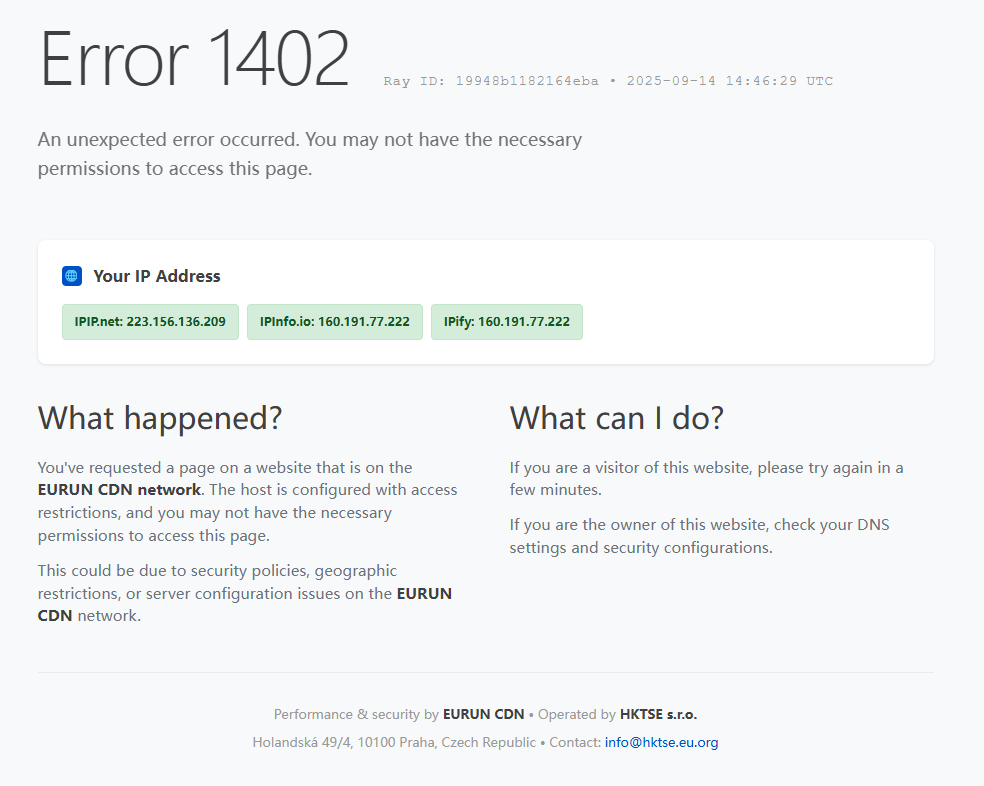 Error 1402 Ray ID: 19948b1182164eba • 2025-09-14 14:46:29 UTC
An unexpected error occurred. You may not have the necessary
permissions to access this page.
Your IP Address
IPIP.net: 223.156.136.209 IPInfo.io: 160.191.77.222 IPify: 160.191.77.222
What happened?
You've requested a page on a website that is on the
EURUN CDN network. The host is configured with access
restrictions, and you may not have the necessary
permissions to access this page.
This could be due to security policies, geographic
restrictions, or server configuration issues on the EURUN
CDN network.
What can I do?
If you are a visitor of this website, please try again in a
few minutes.
If you are the owner of this website, check your DNS
settings and security configurations.
Performance & security by EURUN CDN • Operated by HKTSE s.r.o.
Holandská 49/4, 10100 Praha, Czech Republic • Contact: info@hktse.eu.org